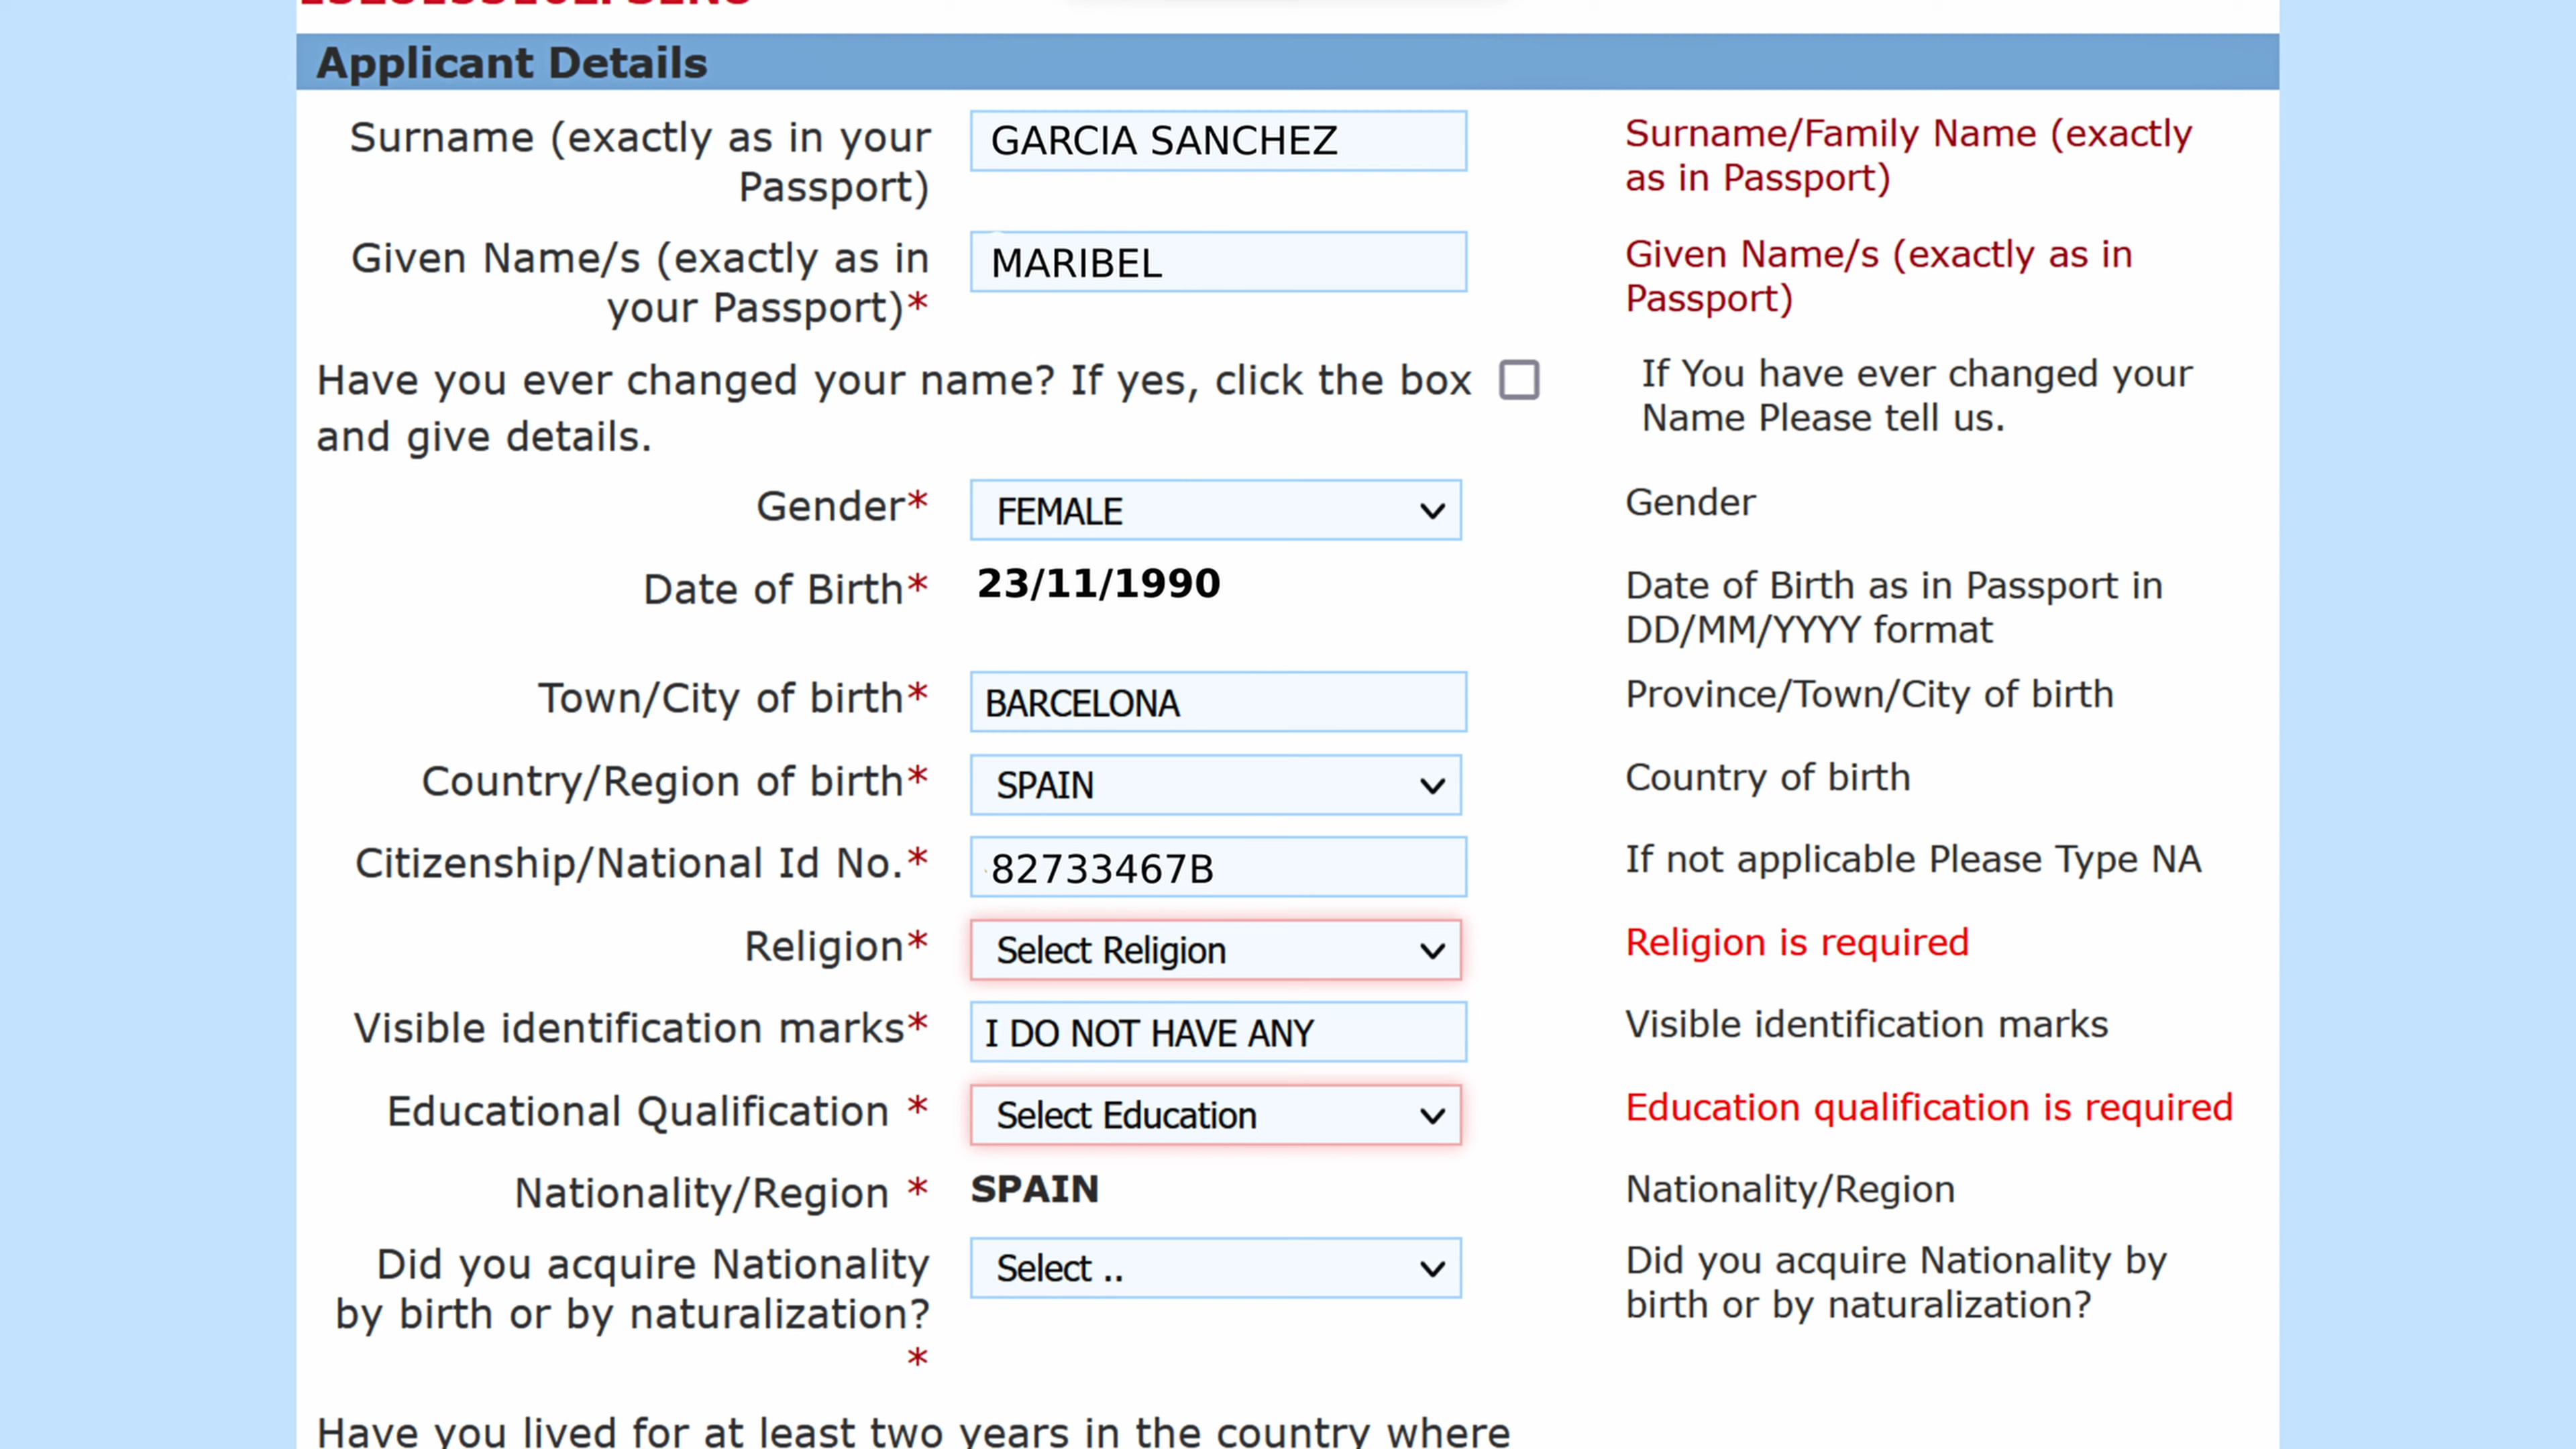 Applicant Details
Surname (exactly as in your Passport)
GARCIA SANCHEZ
Surname/Family Name (exactly as in Passport)
Given Name/s (exactly as in your Passport)*
MARIBEL
Given Name/s (exactly as in Passport)
Have you ever changed your name? If yes, click the box and give details.
If You have ever changed your Name Please tell us.
Gender*
FEMALE
Gender
Date of Birth*
23/11/1990
Date of Birth as in Passport in DD/MM/YYYY format
Town/City of birth*
BARCELONA
Province/Town/City of birth
Country/Region of birth*
SPAIN
Country of birth
Citizenship/National Id No.*
82733467B
If not applicable Please Type NA
Religion*
Select Religion
Religion is required
Visible identification marks*
I DO NOT HAVE ANY
Visible identification marks
Educational Qualification *
Select Education
Education qualification is required
Nationality/Region *
SPAIN
Nationality/Region
Did you acquire Nationality by birth or by naturalization? *
Select ..
Did you acquire Nationality by birth or by naturalization?
Have you lived for at least two years in the country where